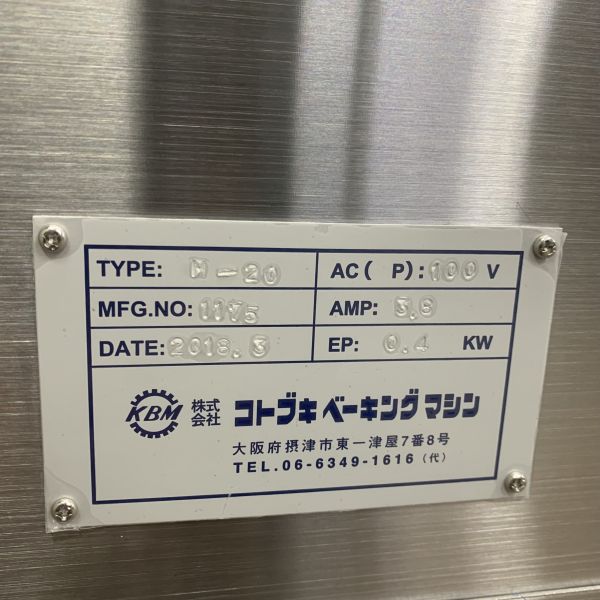 TYPE: M-20
AC( P): 100 V
MFG.NO: 1175
AMP: 3.8
DATE: 2018.3
EP: 0.4 KW
KBM 株式会社 コトブキベーキングマシン
大阪府摂津市東一津屋7番8号
TEL.06-6349-1616(代)